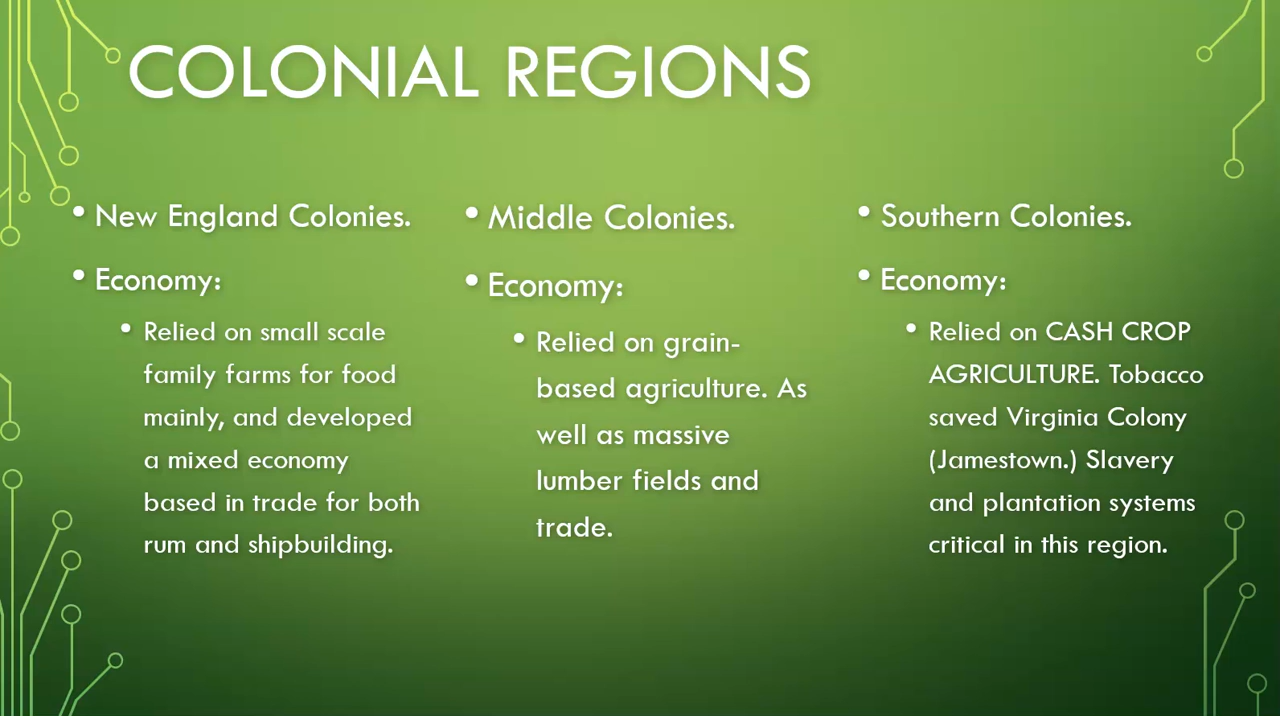 COLONIAL REGIONS
• New England Colonies.
• Economy:
• Relied on small scale
family farms for food
mainly, and developed
a mixed economy
based in trade for both
rum and shipbuilding.
• Middle Colonies.
• Economy:
• Relied on grain-
based agriculture. As
well as massive
lumber fields and
trade.
• Southern Colonies.
• Economy:
• Relied on CASH CROP
AGRICULTURE. Tobacco
saved Virginia Colony
(Jamestown.) Slavery
and plantation systems
critical in this region.